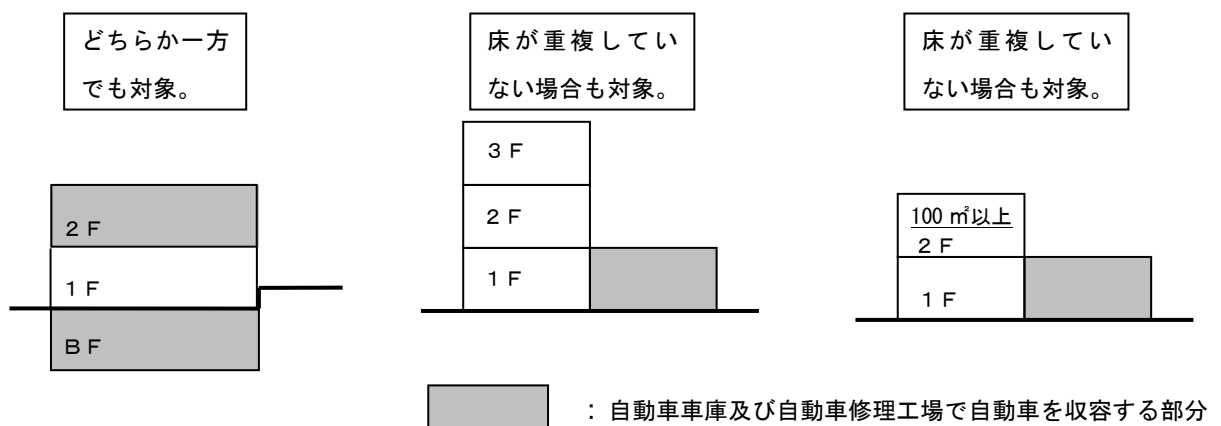 どちらか一方
でも対象。
床が重複してい
ない場合も対象。
床が重複してい
ない場合も対象。
2F
1F
BF
3F
2F
1F
100㎡以上
2F
1F
：自動車車庫及び自動車修理工場で自動車を収容する部分